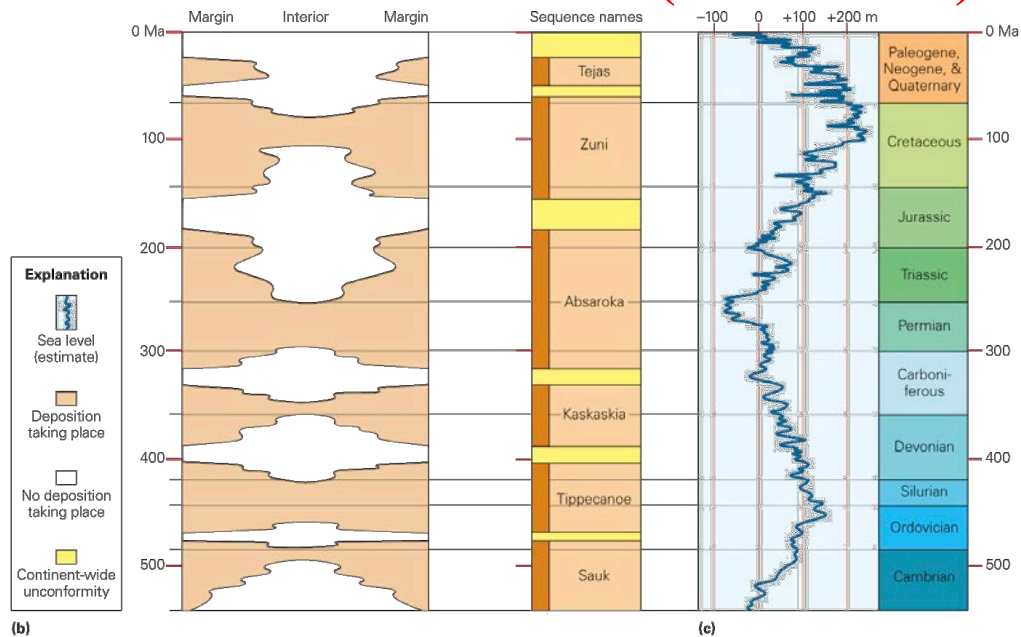 Margin Interior Margin
Sequence names
−100 0 +100 +200 m
0 Ma
100
200
300
400
500
Explanation
Sea level
(estimate)
Deposition
taking place
No deposition
taking place
Continent-wide
unconformity
(b)
Tejas
Zuni
Absaroka
Kaskaskia
Tippecanoe
Sauk
(c)
Paleogene,
Neogene, &
Quaternary
Cretaceous
Jurassic
Triassic
Permian
Carboni-
ferous
Devonian
Silurian
Ordovician
Cambrian
0 Ma
100
200
300
400
500